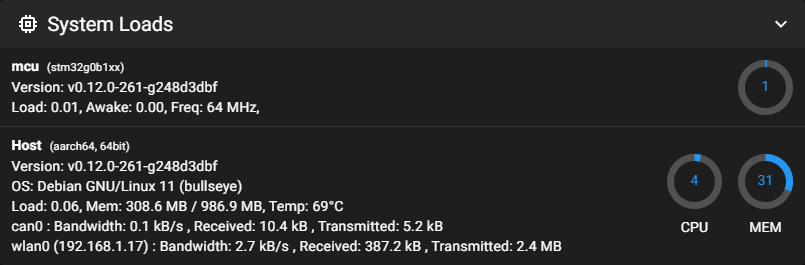 System Loads
mcu (stm32g0b1xx)
Version: v0.12.0-261-g248d3dbf
Load: 0.01, Awake: 0.00, Freq: 64 MHz,
1
Host (aarch64, 64bit)
Version: v0.12.0-261-g248d3dbf
OS: Debian GNU/Linux 11 (bullseye)
Load: 0.06, Mem: 308.6 MB / 986.9 MB, Temp: 69°C
can0 : Bandwidth: 0.1 kB/s , Received: 10.4 kB , Transmitted: 5.2 kB
wlan0 (192.168.1.17) : Bandwidth: 2.7 kB/s , Received: 387.2 kB , Transmitted: 2.4 MB
4 31
CPU MEM